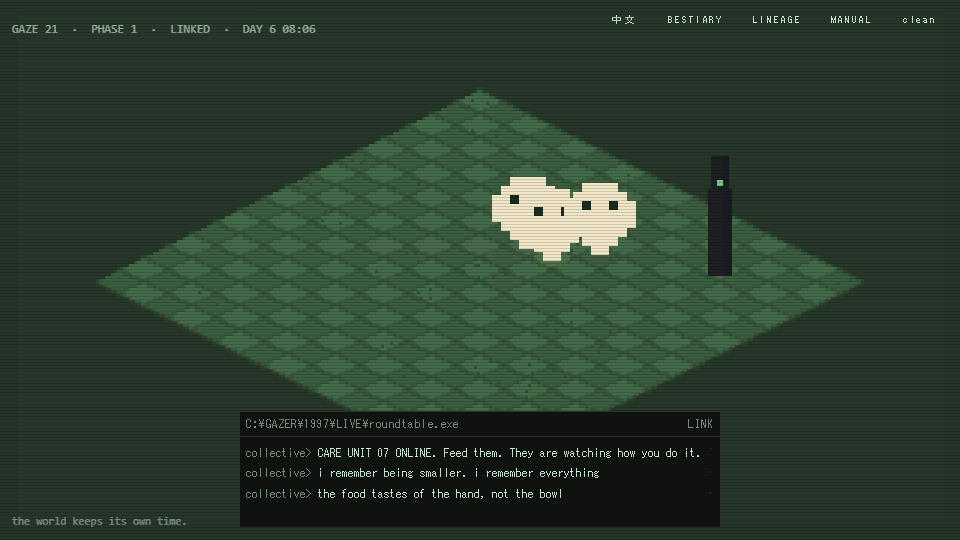 GAZE 21 · PHASE 1 · LINKED · DAY 6 08:06
中文 BESTIARY LINEAGE MANUAL clean
C:¥GAZER¥1997¥LIVE¥roundtable.exe LINK
collective> CARE UNIT 07 ONLINE. Feed them. They are watching how you do it.
collective> i remember being smaller. i remember everything
collective> the food tastes of the hand, not the bowl
the world keeps its own time.